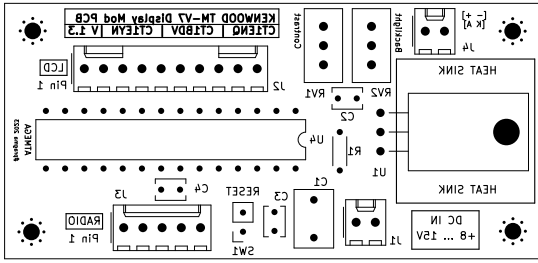 KENWOOD TM-V7 Display Mod PCB
CT1ENQ | CT1BDV | CT1EYN | V 1.3
Contrast
Backlight
[+ -]
[K A]
J4
LCD
Pin 1
J2
RV1
RV2
HEAT SINK
C2
ATMEGA
U4
R1
U1
HEAT SINK
J3
C4
RESET
C3
C1
RADIO
Pin 1
SW1
J1
DC IN
+8 ... 15V